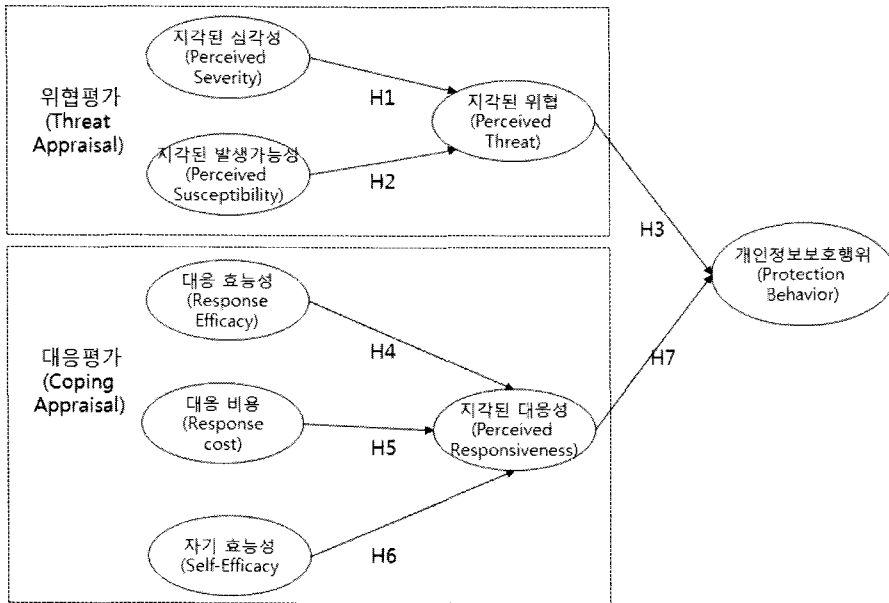 지각된 심각성
(Perceived
Severity)
H1
위협평가
(Threat
Appraisal)
지각된 위협
(Perceived
Threat)
지각된 발생가능성
(Perceived
Susceptibility)
H2
H3
개인정보보호행위
(Protection
Behavior)
대응 효능성
(Response
Efficacy)
H4
H7
대응평가
(Coping
Appraisal)
대응 비용
(Response
cost)
H5
지각된 대응성
(Perceived
Responsiveness)
자기 효능성
(Self-Efficacy
H6